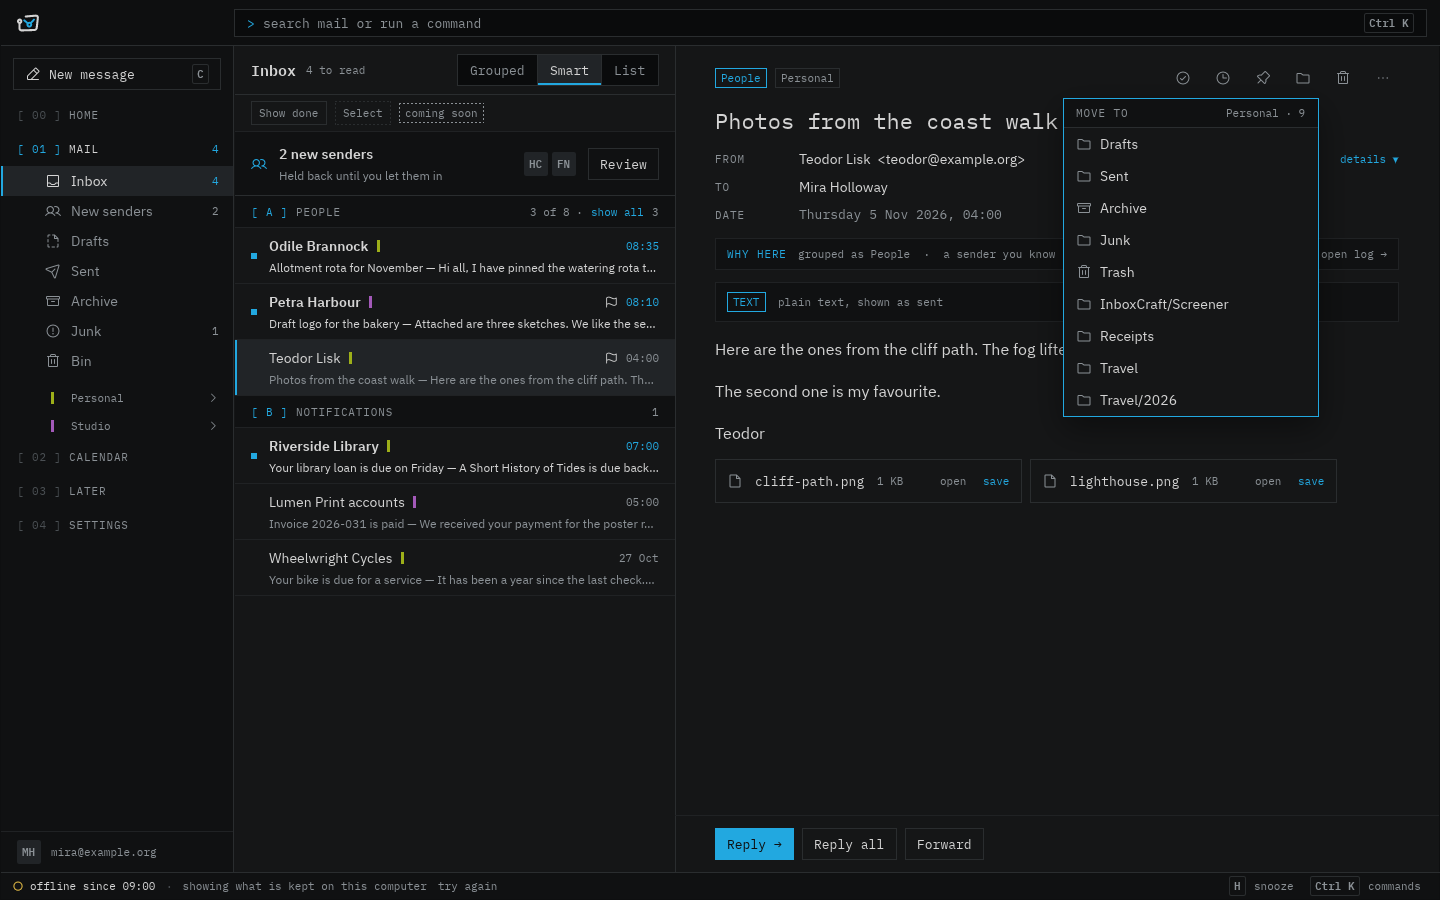 > search mail or run a command Ctrl K
New message C
[ 00 ] HOME
[ 01 ] MAIL 4
Inbox 4
New senders 2
Drafts
Sent
Archive
Junk 1
Bin
Personal
Studio
[ 02 ] CALENDAR
[ 03 ] LATER
[ 04 ] SETTINGS
MH mira@example.org
Inbox 4 to read Grouped Smart List
Show done Select coming soon
2 new senders
Held back until you let them in
HC FN Review
[ A ] PEOPLE 3 of 8 · show all 3
Odile Brannock 08:35
Allotment rota for November — Hi all, I have pinned the watering rota t…
Petra Harbour 08:10
Draft logo for the bakery — Attached are three sketches. We like the se…
Teodor Lisk 04:00
Photos from the coast walk — Here are the ones from the cliff path. Th…
[ B ] NOTIFICATIONS 1
Riverside Library 07:00
Your library loan is due on Friday — A Short History of Tides is due back…
Lumen Print accounts 05:00
Invoice 2026-031 is paid — We received your payment for the poster r…
Wheelwright Cycles 27 Oct
Your bike is due for a service — It has been a year since the last check.…
People Personal
Photos from the coast walk
FROM Teodor Lisk <teodor@example.org> details ▾
TO Mira Holloway
DATE Thursday 5 Nov 2026, 04:00
WHY HERE grouped as People · a sender you know open log →
TEXT plain text, shown as sent
Here are the ones from the cliff path. The fog lifte
The second one is my favourite.
Teodor
cliff-path.png 1 KB open save
lighthouse.png 1 KB open save
MOVE TO Personal · 9
Drafts
Sent
Archive
Junk
Trash
InboxCraft/Screener
Receipts
Travel
Travel/2026
Reply → Reply all Forward
offline since 09:00 · showing what is kept on this computer try again
H snooze Ctrl K commands